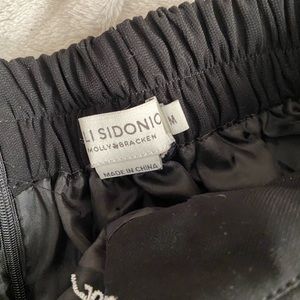 LI SIDONIO
MOLLY BRACKEN
M
MADE IN CHINA